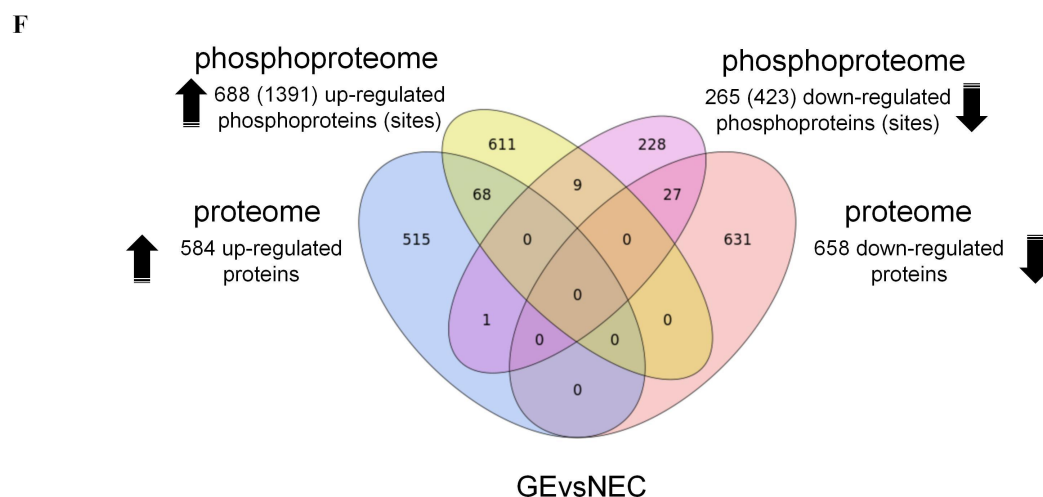 F
phosphoproteome
688 (1391) up-regulated
phosphoproteins (sites)
phosphoproteome
265 (423) down-regulated
phosphoproteins (sites)
proteome
584 up-regulated
proteins
proteome
658 down-regulated
proteins
611
228
9
68
27
515
0
0
631
0
1
0
0
0
0
GEvsNEC